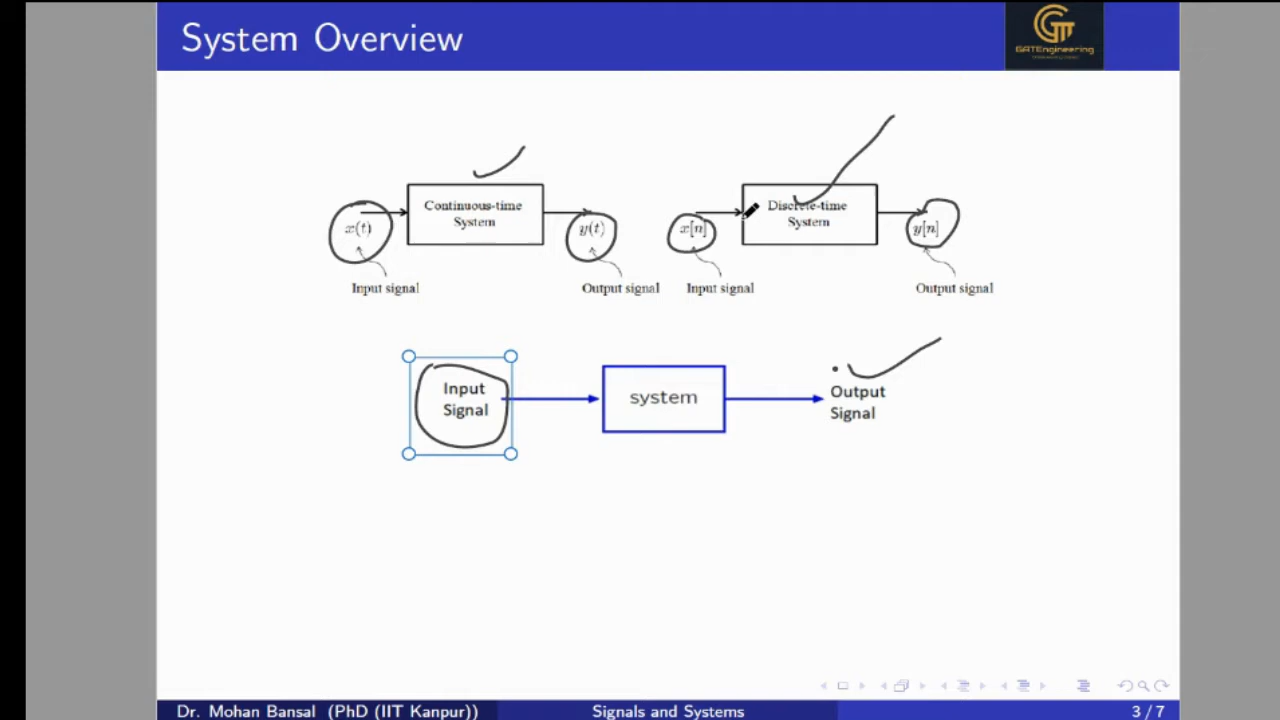 System Overview
GATEngineering
Continuous-time
System
x(t)
y(t)
Input signal
Output signal
Discrete-time
System
x[n]
y[n]
Input signal
Output signal
Input
Signal
system
Output
Signal
Dr. Mohan Bansal (PhD (IIT Kanpur))
Signals and Systems
3 / 7